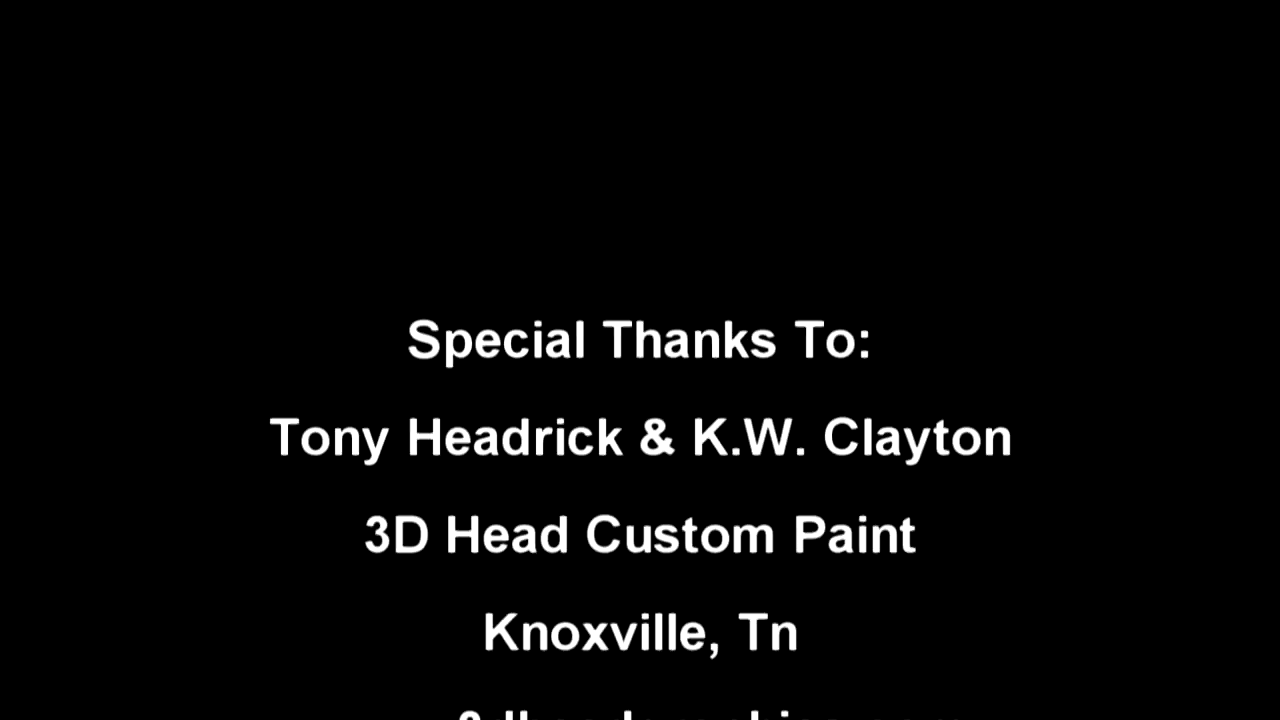 Special Thanks To:
Tony Headrick & K.W. Clayton
3D Head Custom Paint
Knoxville, Tn